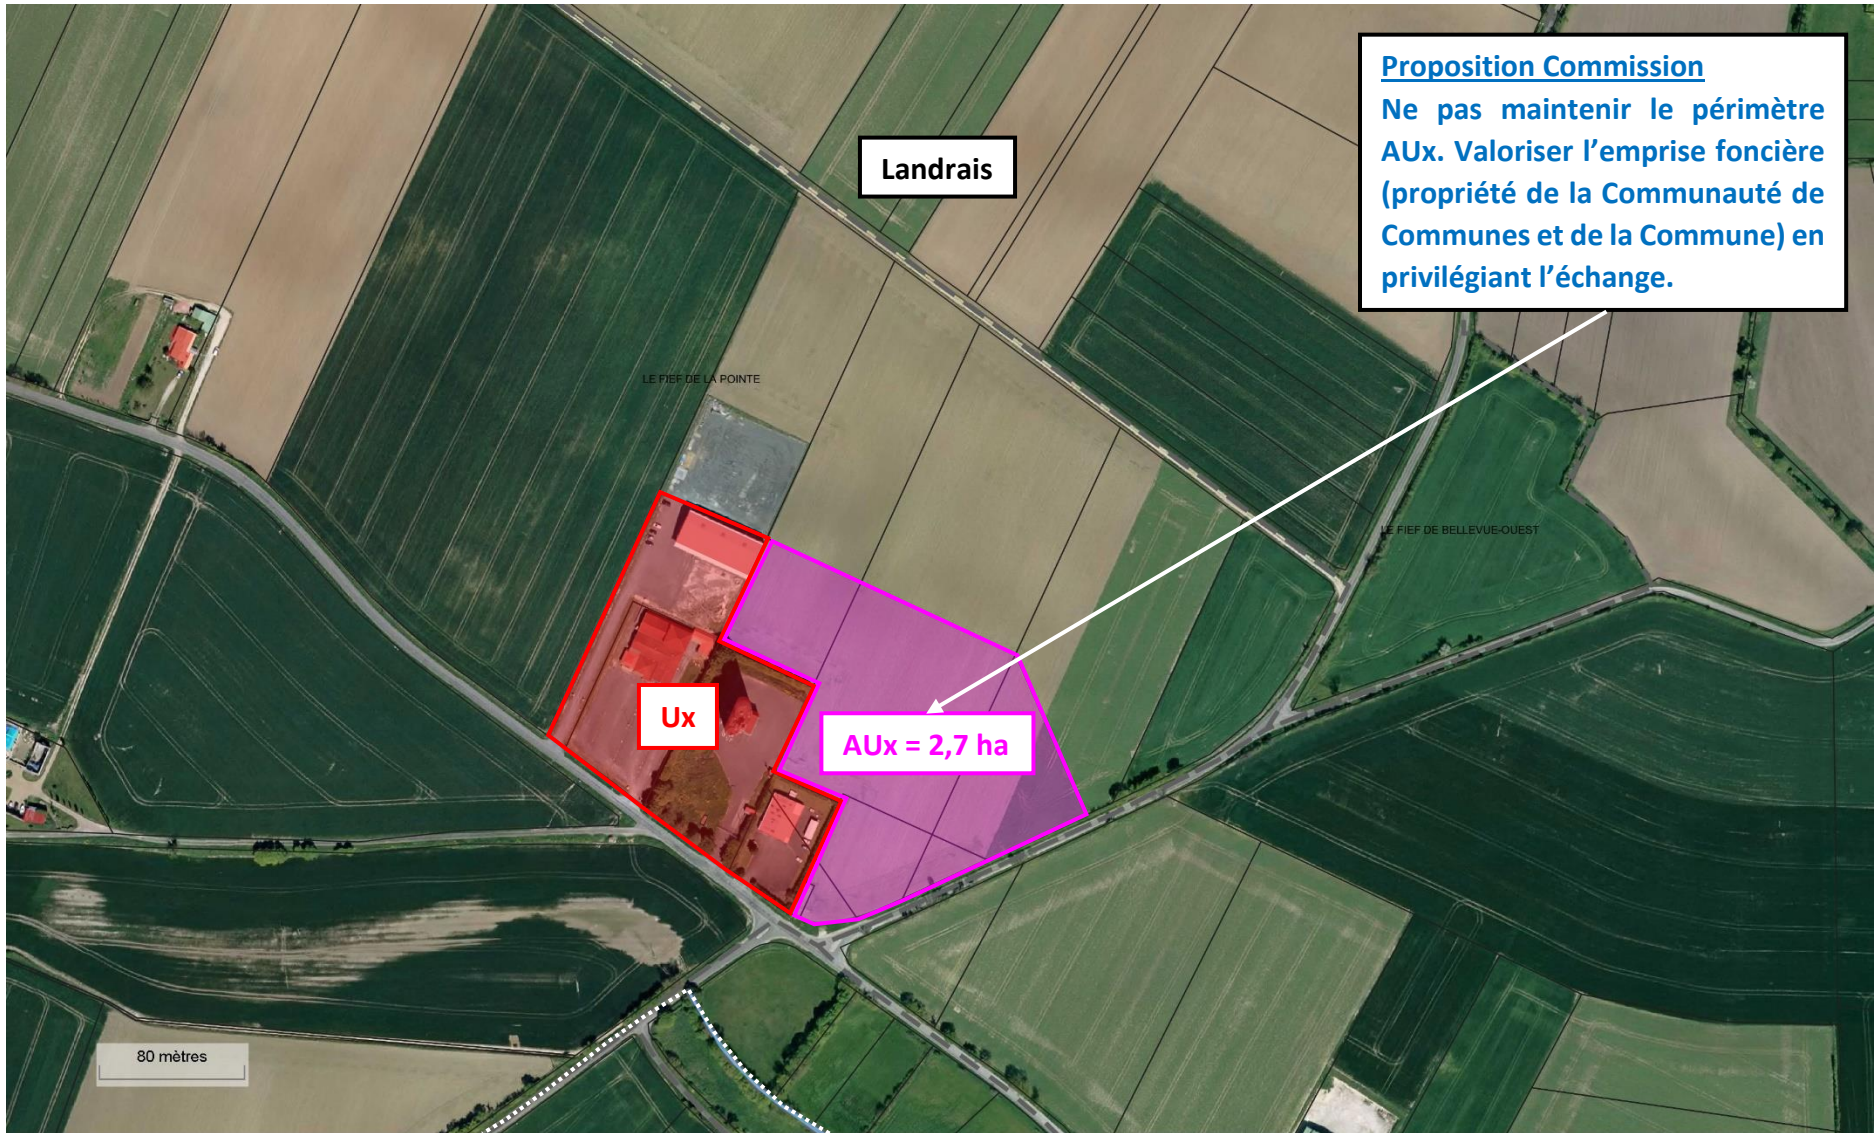 Proposition Commission
Ne pas maintenir le périmètre
AUx. Valoriser l’emprise foncière
(propriété de la Communauté de
Communes et de la Commune) en
privilégiant l’échange.
Landrais
LE FIEF DE LA POINTE
LE FIEF DE BELLEVUE-OUEST
Ux
AUx = 2,7 ha
80 mètres